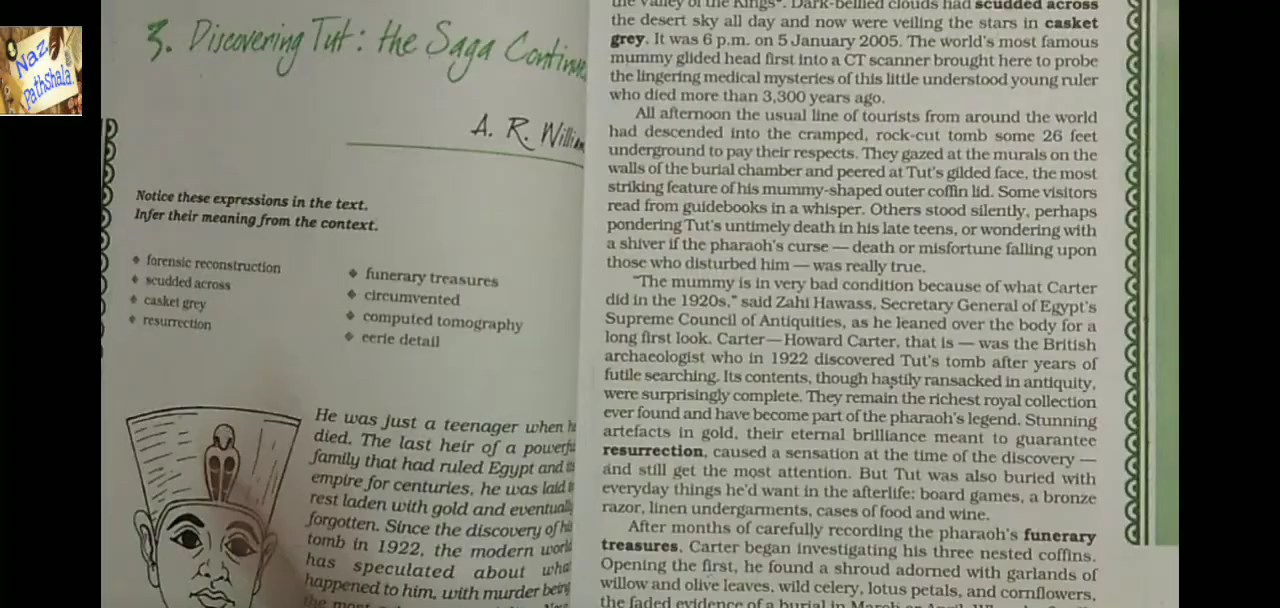 Naz
Pathshala
3. Discovering Tut: the Saga
A. R.
Notice these expressions in the text.
Infer their meaning from the context.
forensic reconstruction
scudded across
casket grey
resurrection
funerary treasures
circumvented
computed tomography
eerie detail
He was just a teenager when
died. The last heir of a
family that had ruled Egypt and
empire for centuries, he was laid
rest laden with gold and
forgotten. Since the discovery of
tomb in 1922, the modern
has speculated about
happened to him, with murder
the valley of the Kings*. Dark-bellied clouds had scudded across
the desert sky all day and now were veiling the stars in casket
grey. It was 6 p.m. on 5 January 2005. The world's most famous
mummy glided head first into a CT scanner brought here to probe
the lingering medical mysteries of this little understood young ruler
who died more than 3,300 years ago.
All afternoon the usual line of tourists from around the world
had descended into the cramped, rock-cut tomb some 26 feet
underground to pay their respects. They gazed at the murals on the
walls of the burial chamber and peered at Tut's gilded face, the most
striking feature of his mummy-shaped outer coffin lid. Some visitors
read from guidebooks in a whisper. Others stood silently, perhaps
pondering Tut's untimely death in his late teens, or wondering with
a shiver if the pharaoh's curse — death or misfortune falling upon
those who disturbed him — was really true.
"The mummy is in very bad condition because of what Carter
did in the 1920s," said Zahi Hawass, Secretary General of Egypt's
Supreme Council of Antiquities, as he leaned over the body for a
long first look. Carter—Howard Carter, that is — was the British
archaeologist who in 1922 discovered Tut's tomb after years of
futile searching. Its contents, though hastily ransacked in antiquity,
were surprisingly complete. They remain the richest royal collection
ever found and have become part of the pharaoh's legend. Stunning
artefacts in gold, their eternal brilliance meant to guarantee
resurrection, caused a sensation at the time of the discovery —
and still get the most attention. But Tut was also buried with
everyday things he'd want in the afterlife: board games, a bronze
razor, linen undergarments, cases of food and wine.
After months of carefully recording the pharaoh's funerary
treasures, Carter began investigating his three nested coffins.
Opening the first, he found a shroud adorned with garlands of
willow and olive leaves, wild celery, lotus petals, and cornflowers,
the faded evidence of a burial in March or April.